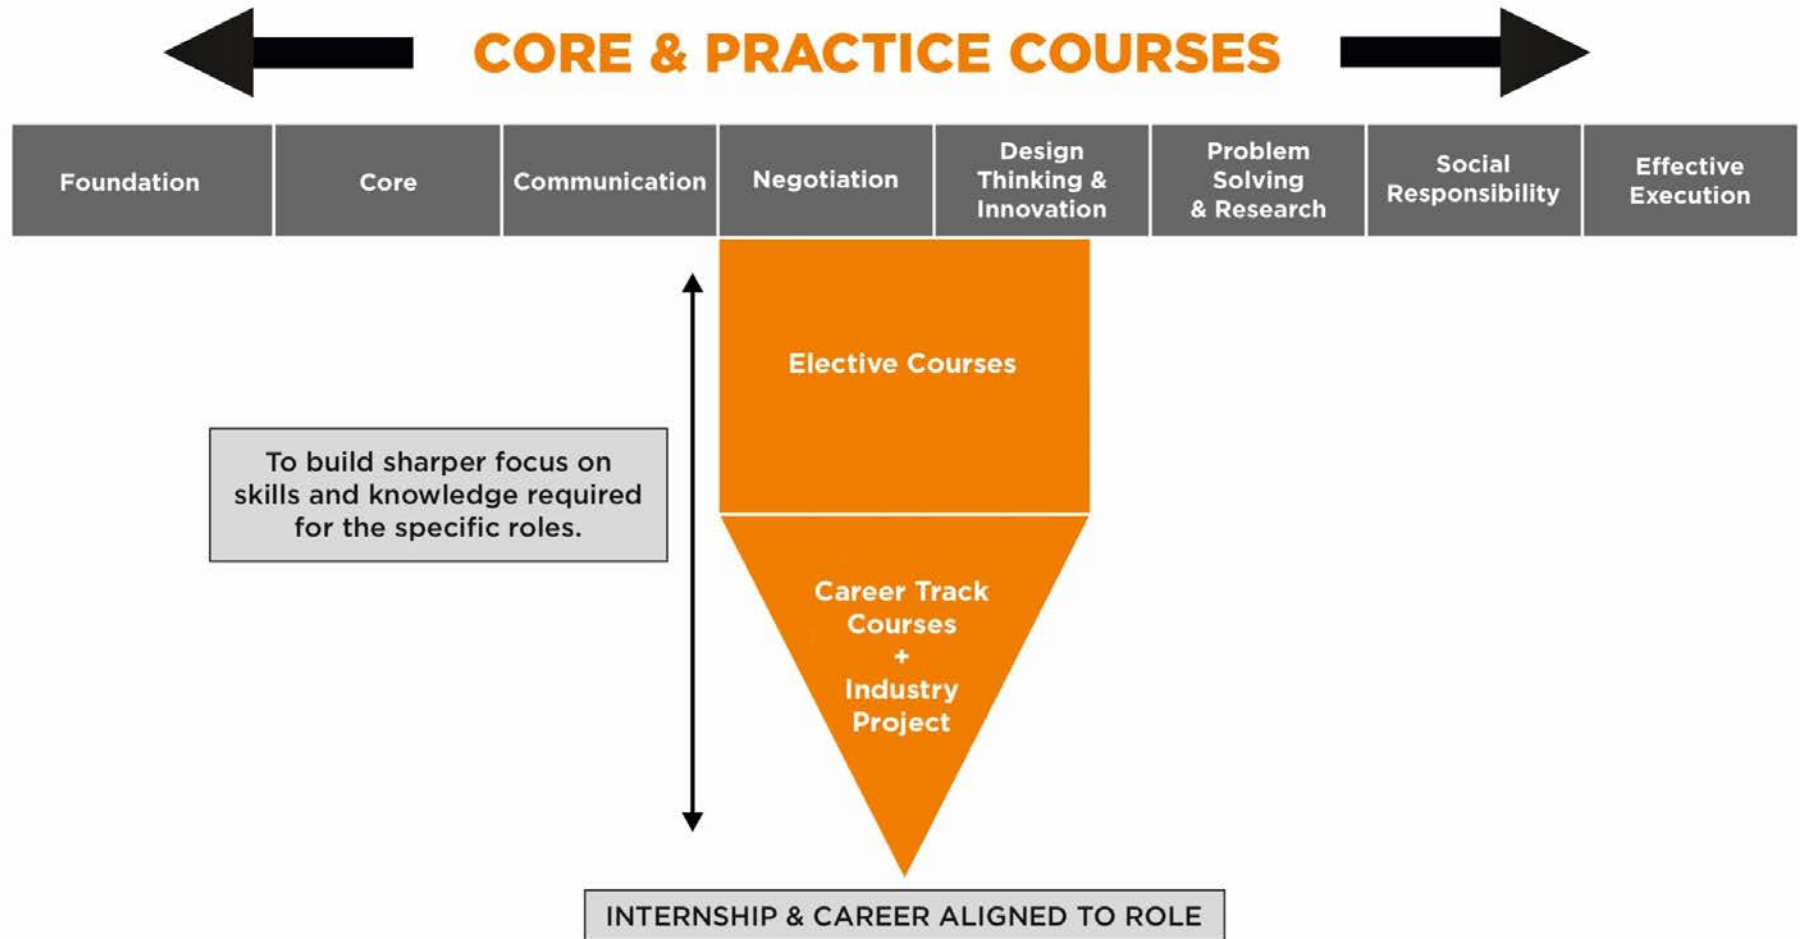 CORE & PRACTICE COURSES
Foundation
Core
Communication
Negotiation
Design
Thinking &
Innovation
Problem
Solving
& Research
Social
Responsibility
Effective
Execution
Elective Courses
To build sharper focus on
skills and knowledge required
for the specific roles.
Career Track
Courses
+
Industry
Project
INTERNSHIP & CAREER ALIGNED TO ROLE